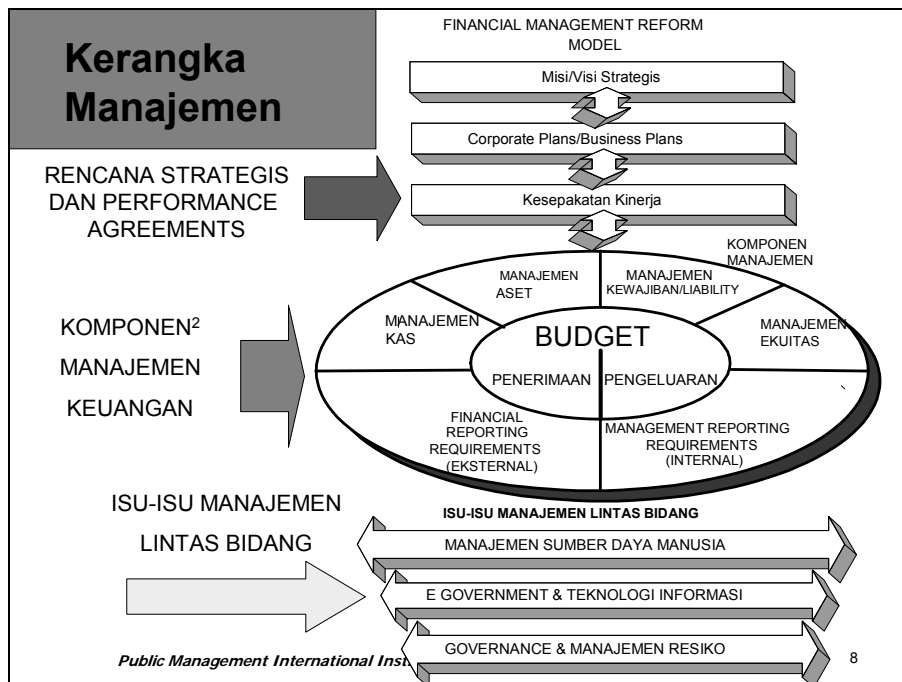 Kerangka
Manajemen
FINANCIAL MANAGEMENT REFORM
MODEL
Misi/Visi Strategis
Corporate Plans/Business Plans
Kesepakatan Kinerja
RENCANA STRATEGIS
DAN PERFORMANCE
AGREEMENTS
KOMPONEN
MANAJEMEN
MANAJEMEN
ASET
MANAJEMEN
KEWAJIBAN/LIABILITY
MANAJEMEN
KAS
MANAJEMEN
EKUITAS
BUDGET
PENERIMAAN
PENGELUARAN
FINANCIAL
REPORTING
REQUIREMENTS
(EKSTERNAL)
MANAGEMENT REPORTING
REQUIREMENTS
(INTERNAL)
KOMPONEN²
MANAJEMEN
KEUANGAN
ISU-ISU MANAJEMEN
LINTAS BIDANG
ISU-ISU MANAJEMEN LINTAS BIDANG
MANAJEMEN SUMBER DAYA MANUSIA
E GOVERNMENT & TEKNOLOGI INFORMASI
GOVERNANCE & MANAJEMEN RESIKO
Public Management International
8